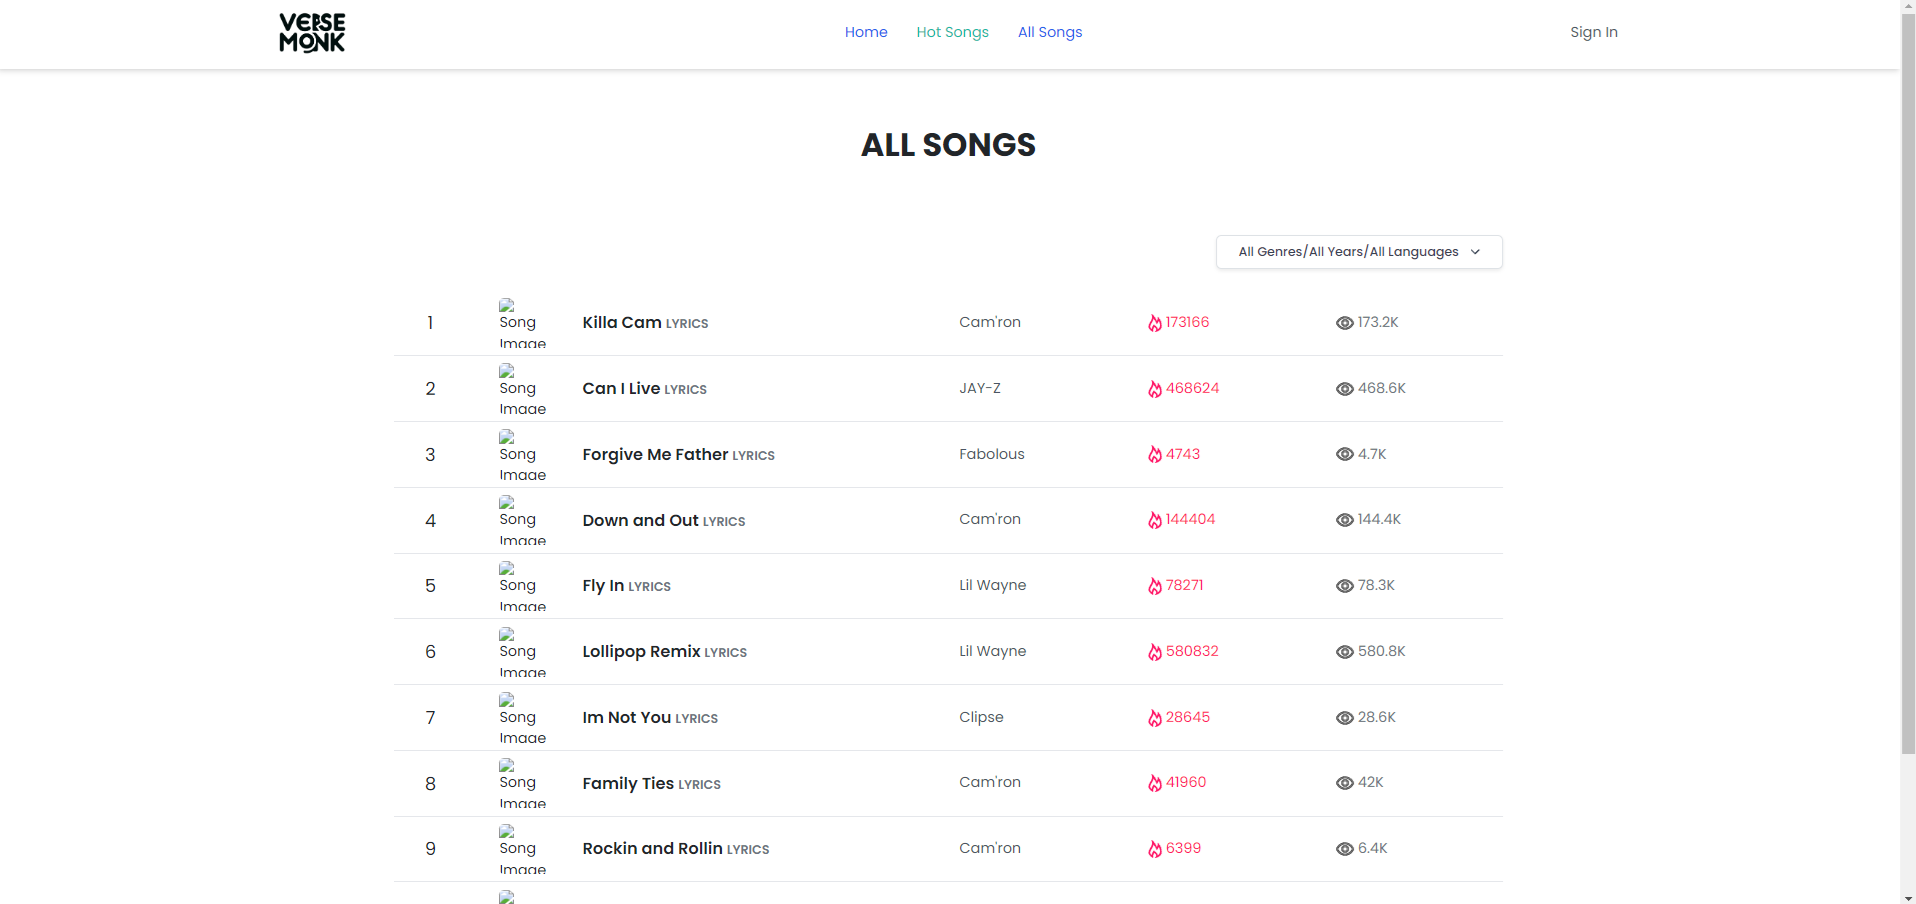 VERSE
MONK
Home Hot Songs All Songs Sign In
ALL SONGS
All Genres/All Years/All Languages
1 Song Image Killa Cam LYRICS Cam'ron 173166 173.2K
2 Song Image Can I Live LYRICS JAY-Z 468624 468.6K
3 Song Image Forgive Me Father LYRICS Fabolous 4743 4.7K
4 Song Image Down and Out LYRICS Cam'ron 144404 144.4K
5 Song Image Fly In LYRICS Lil Wayne 78271 78.3K
6 Song Image Lollipop Remix LYRICS Lil Wayne 580832 580.8K
7 Song Image Im Not You LYRICS Clipse 28645 28.6K
8 Song Image Family Ties LYRICS Cam'ron 41960 42K
9 Song Image Rockin and Rollin LYRICS Cam'ron 6399 6.4K